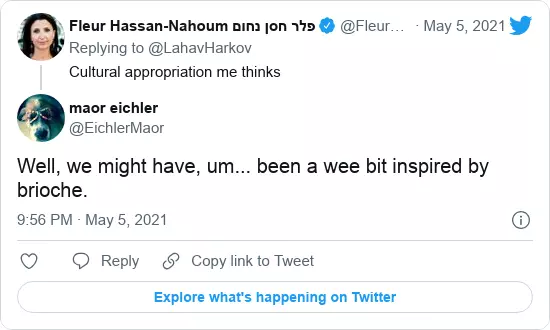 Fleur Hassan-Nahoum פלר חסן נחום @Fleur... · May 5, 2021
Replying to @LahavHarkov
Cultural appropriation me thinks
maor eichler
@EichlerMaor
Well, we might have, um... been a wee bit inspired by
brioche.
9:56 PM · May 5, 2021
Reply Copy link to Tweet
Explore what's happening on Twitter